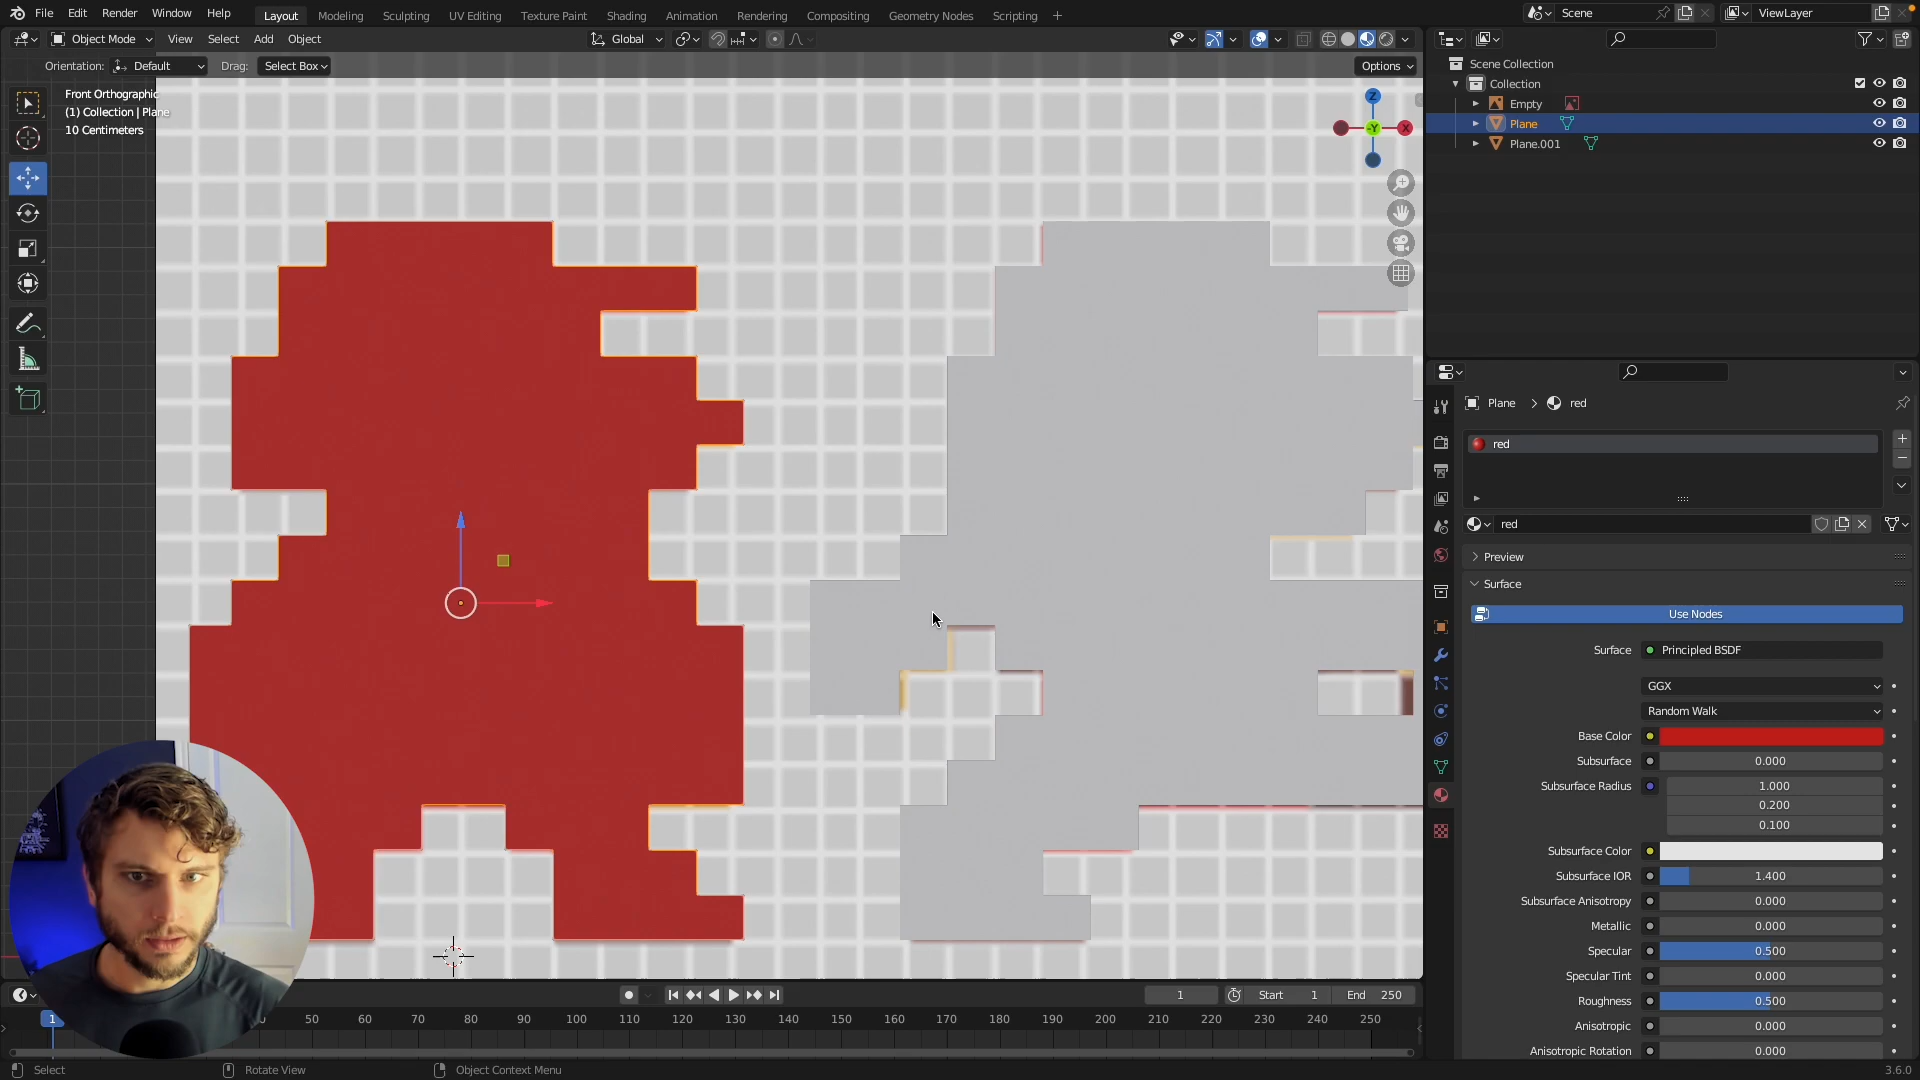 File Edit Render Window Help Layout Modeling Sculpting UV Editing Texture Paint Shading Animation Rendering Compositing Geometry Nodes Scripting + Scene ViewLayer
Object Mode View Select Add Object Global
Orientation: Default Drag: Select Box Options
Front Orthographic
(1) Collection | Plane
10 Centimeters
Z
-Y X
Scene Collection
Collection
Empty
Plane
Plane.001
Plane > red
red
red
Preview
Surface
Use Nodes
Surface Principled BSDF
GGX
Random Walk
Base Color
Subsurface 0.000
Subsurface Radius 1.000
0.200
0.100
Subsurface Color
Subsurface IOR 1.400
Subsurface Anisotropy 0.000
Metallic 0.000
Specular 0.500
Specular Tint 0.000
Roughness 0.500
Anisotropic 0.000
Anisotropic Rotation 0.000
1 Start 1 End 250
1 50 60 70 80 90 100 110 120 130 140 150 160 170 180 190 200 210 220 230 240 250
Select Rotate View Object Context Menu 3.6.0